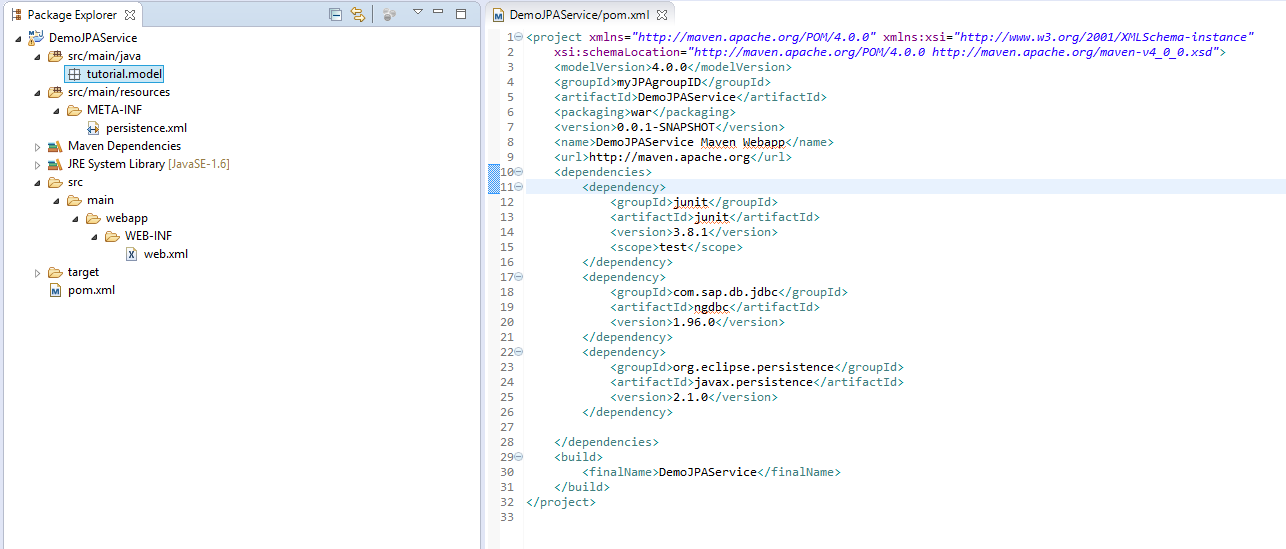 Package Explorer
DemoJPAService
src/main/java
tutorial.model
src/main/resources
META-INF
persistence.xml
Maven Dependencies
JRE System Library [JavaSE-1.6]
src
main
webapp
WEB-INF
web.xml
target
pom.xml
DemoJPAService/pom.xml
1 <project xmlns="http://maven.apache.org/POM/4.0.0" xmlns:xsi="http://www.w3.org/2001/XMLSchema-instance"
2 xsi:schemaLocation="http://maven.apache.org/POM/4.0.0 http://maven.apache.org/maven-v4_0_0.xsd">
3 <modelVersion>4.0.0</modelVersion>
4 <groupId>myJPAgroupID</groupId>
5 <artifactId>DemoJPAService</artifactId>
6 <packaging>war</packaging>
7 <version>0.0.1-SNAPSHOT</version>
8 <name>DemoJPAService Maven Webapp</name>
9 <url>http://maven.apache.org</url>
10 <dependencies>
11 <dependency>
12 <groupId>junit</groupId>
13 <artifactId>junit</artifactId>
14 <version>3.8.1</version>
15 <scope>test</scope>
16 </dependency>
17 <dependency>
18 <groupId>com.sap.db.jdbc</groupId>
19 <artifactId>ngdbc</artifactId>
20 <version>1.96.0</version>
21 </dependency>
22 <dependency>
23 <groupId>org.eclipse.persistence</groupId>
24 <artifactId>javax.persistence</artifactId>
25 <version>2.1.0</version>
26 </dependency>
27
28 </dependencies>
29 <build>
30 <finalName>DemoJPAService</finalName>
31 </build>
32 </project>
33